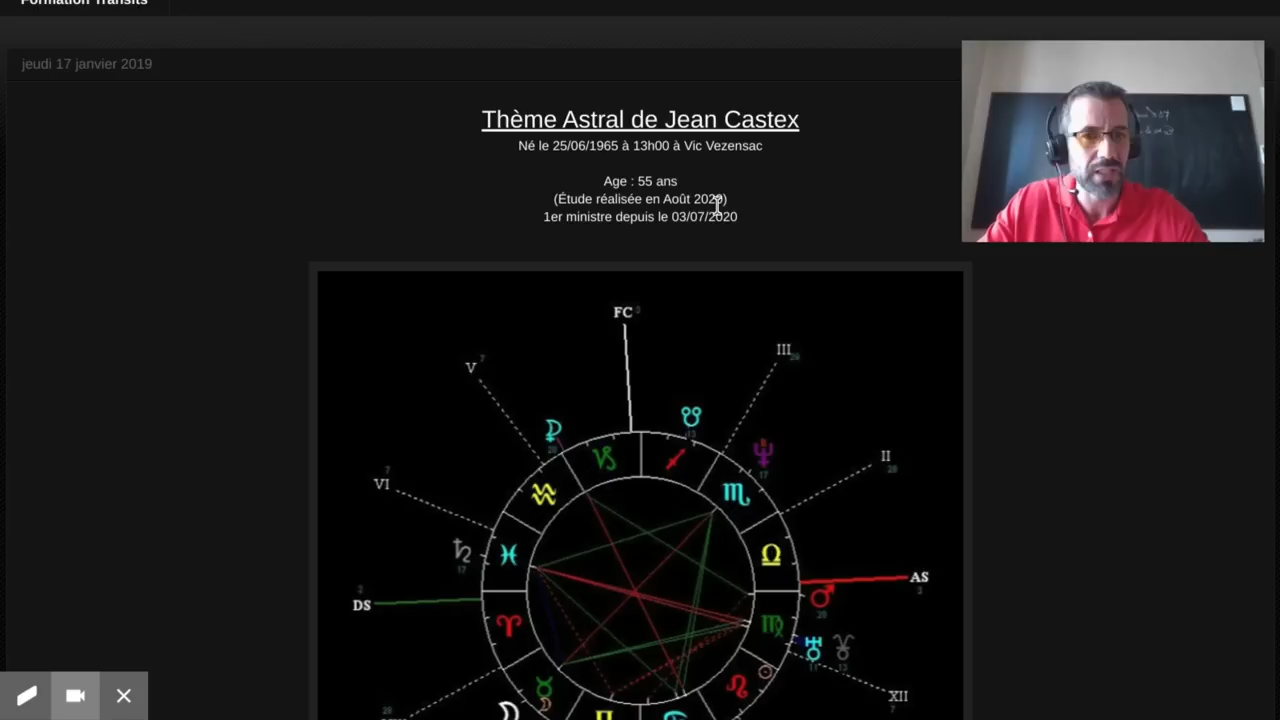 Formation Transits
jeudi 17 janvier 2019
Thème Astral de Jean Castex
Né le 25/06/1965 à 13h00 à Vic Vezensac
Age : 55 ans
(Étude réalisée en Août 2020)
1er ministre depuis le 03/07/2020
FC
III
V
II
VI
AS
DS
XII